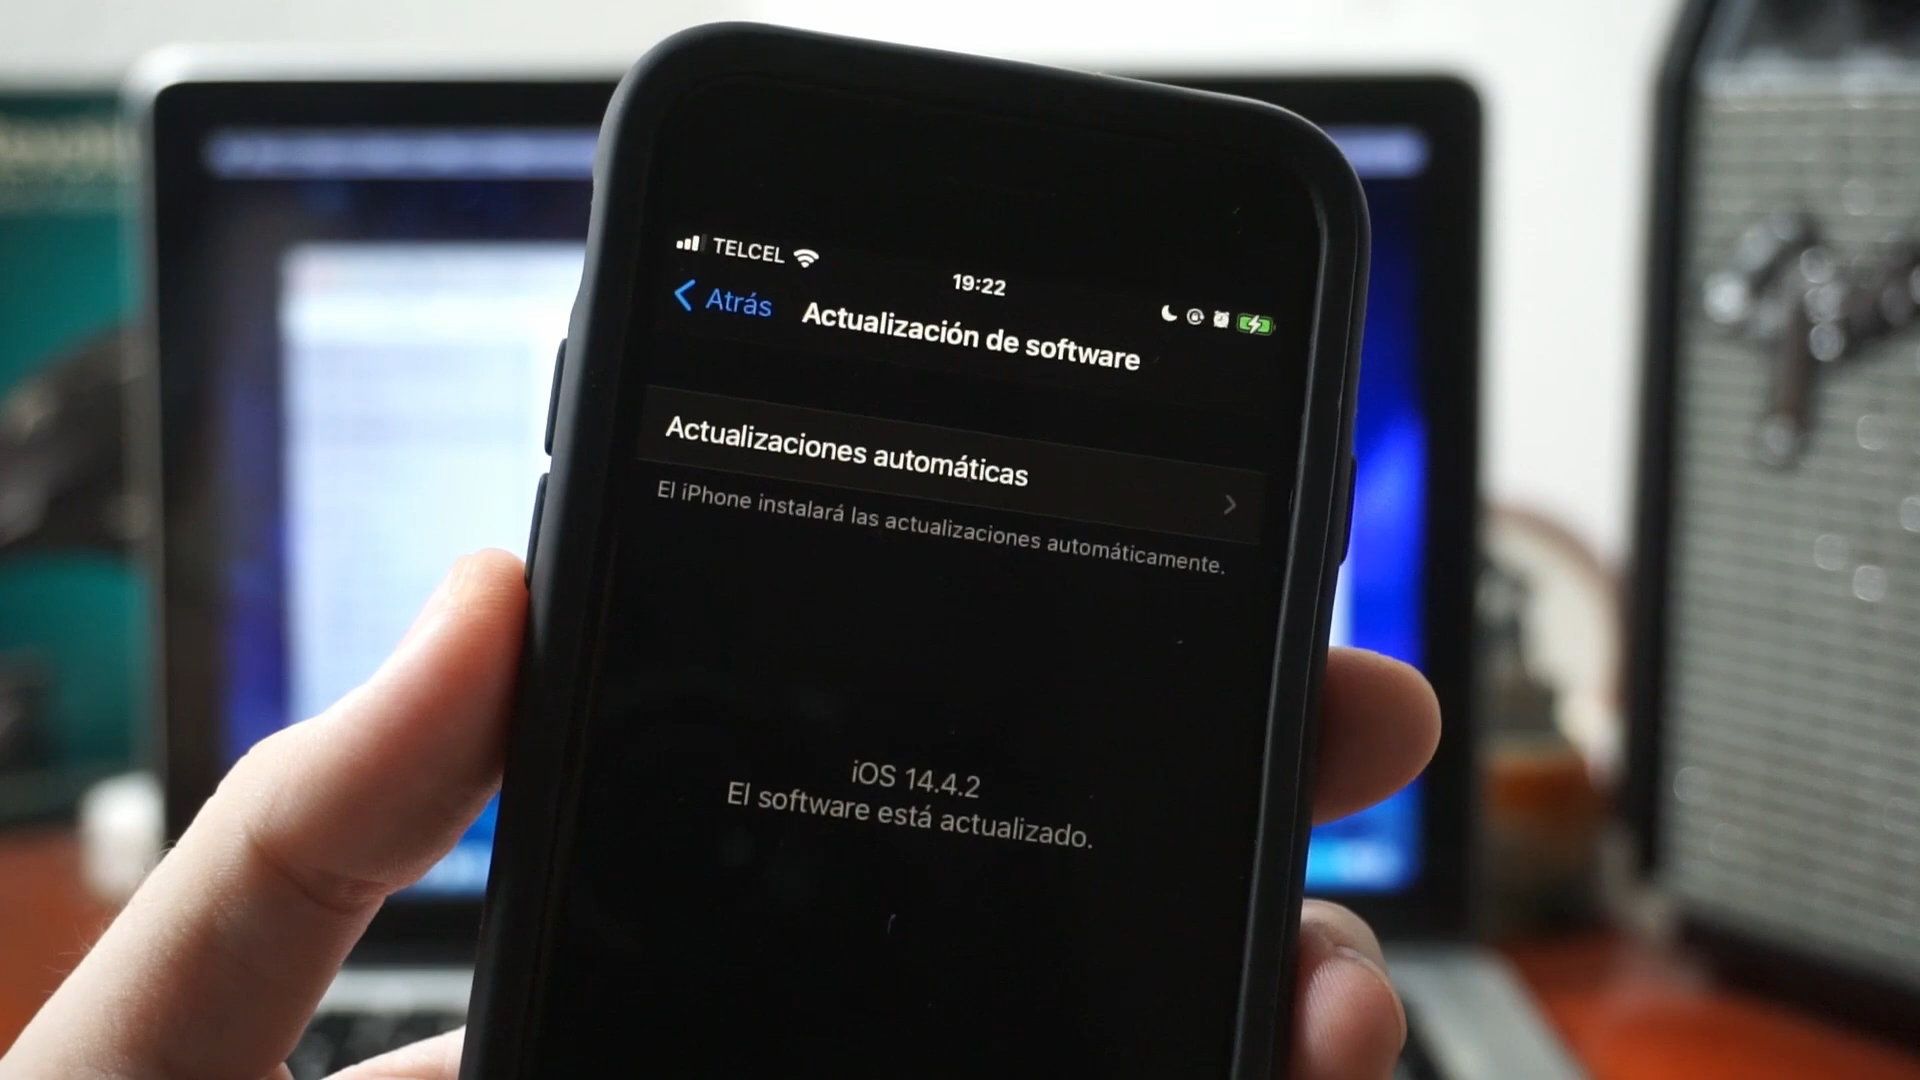 TELCEL
19:22
Atrás
Actualización de software
Actualizaciones automáticas
El iPhone instalará las actualizaciones automáticamente.
iOS 14.4.2
El software está actualizado.